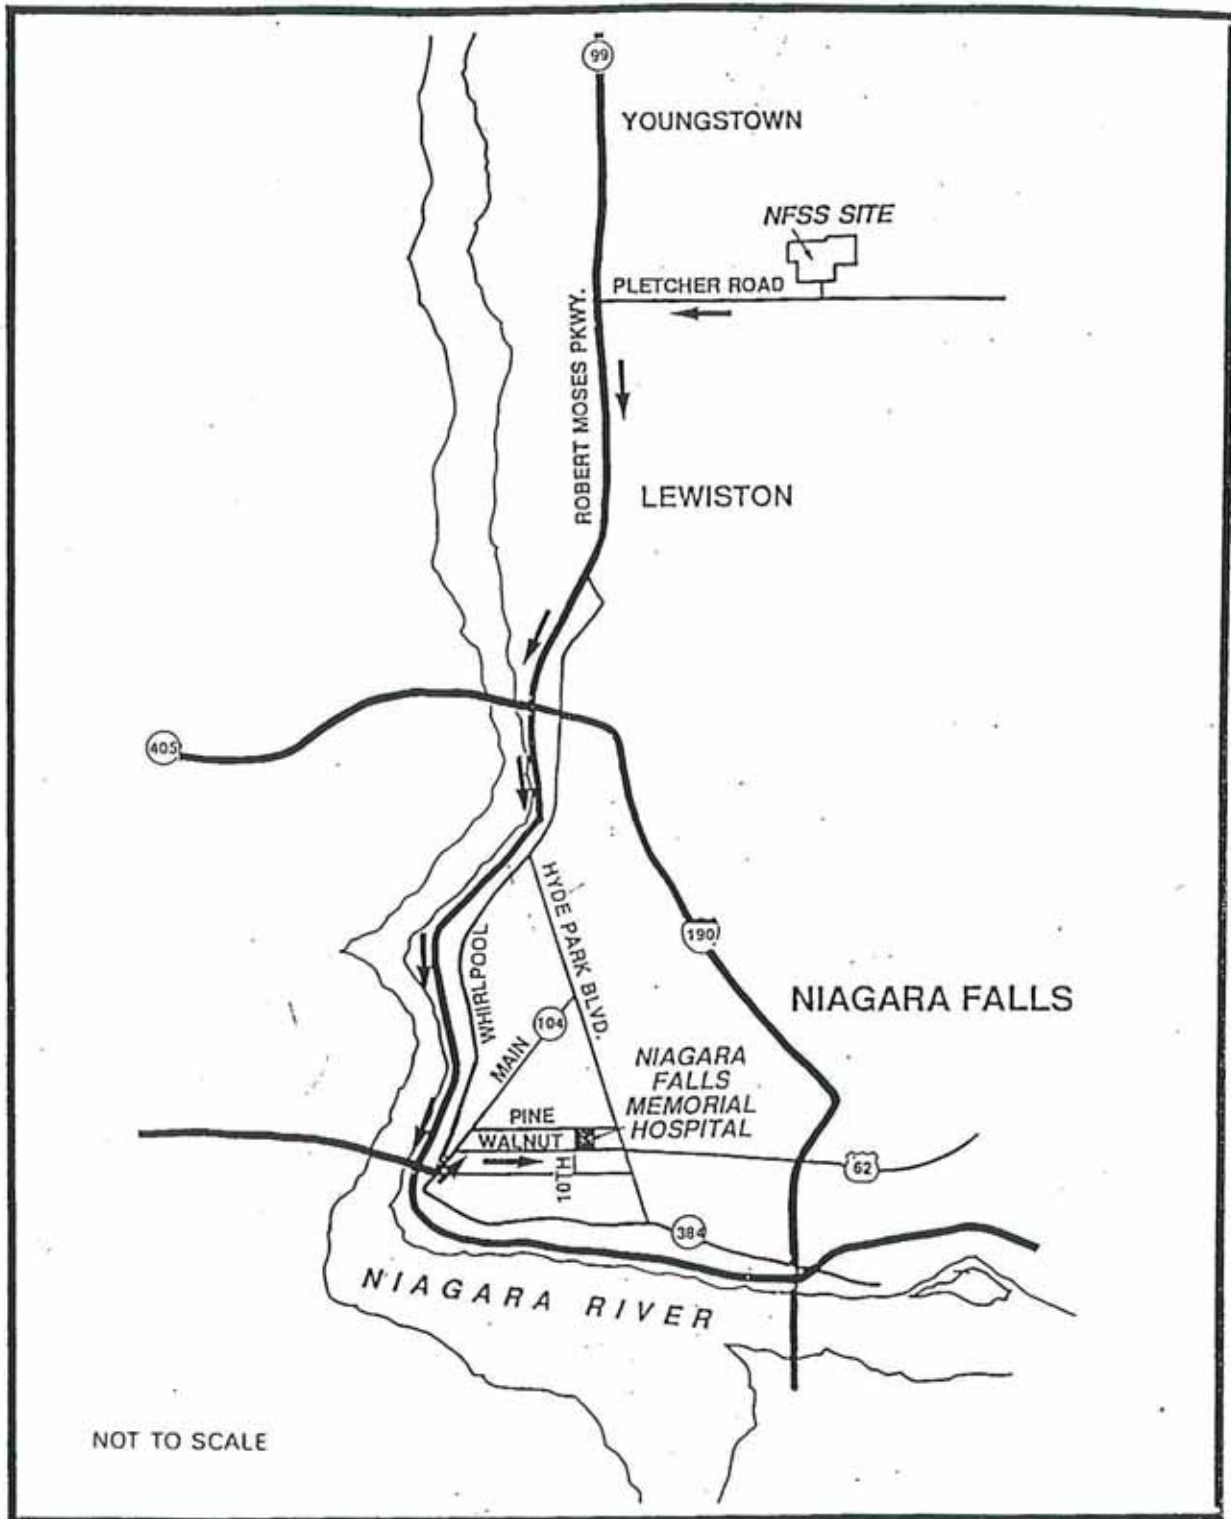 99
YOUNGSTOWN
NFSS SITE
PLETCHER ROAD
ROBERT MOSES PKWY.
LEWISTON
405
HYDE PARK BLVD.
190
WHIRLPOOL
NIAGARA FALLS
104
MAIN
NIAGARA
FALLS
MEMORIAL
HOSPITAL
PINE
WALNUT
10TH
62
384
NIAGARA RIVER
NOT TO SCALE